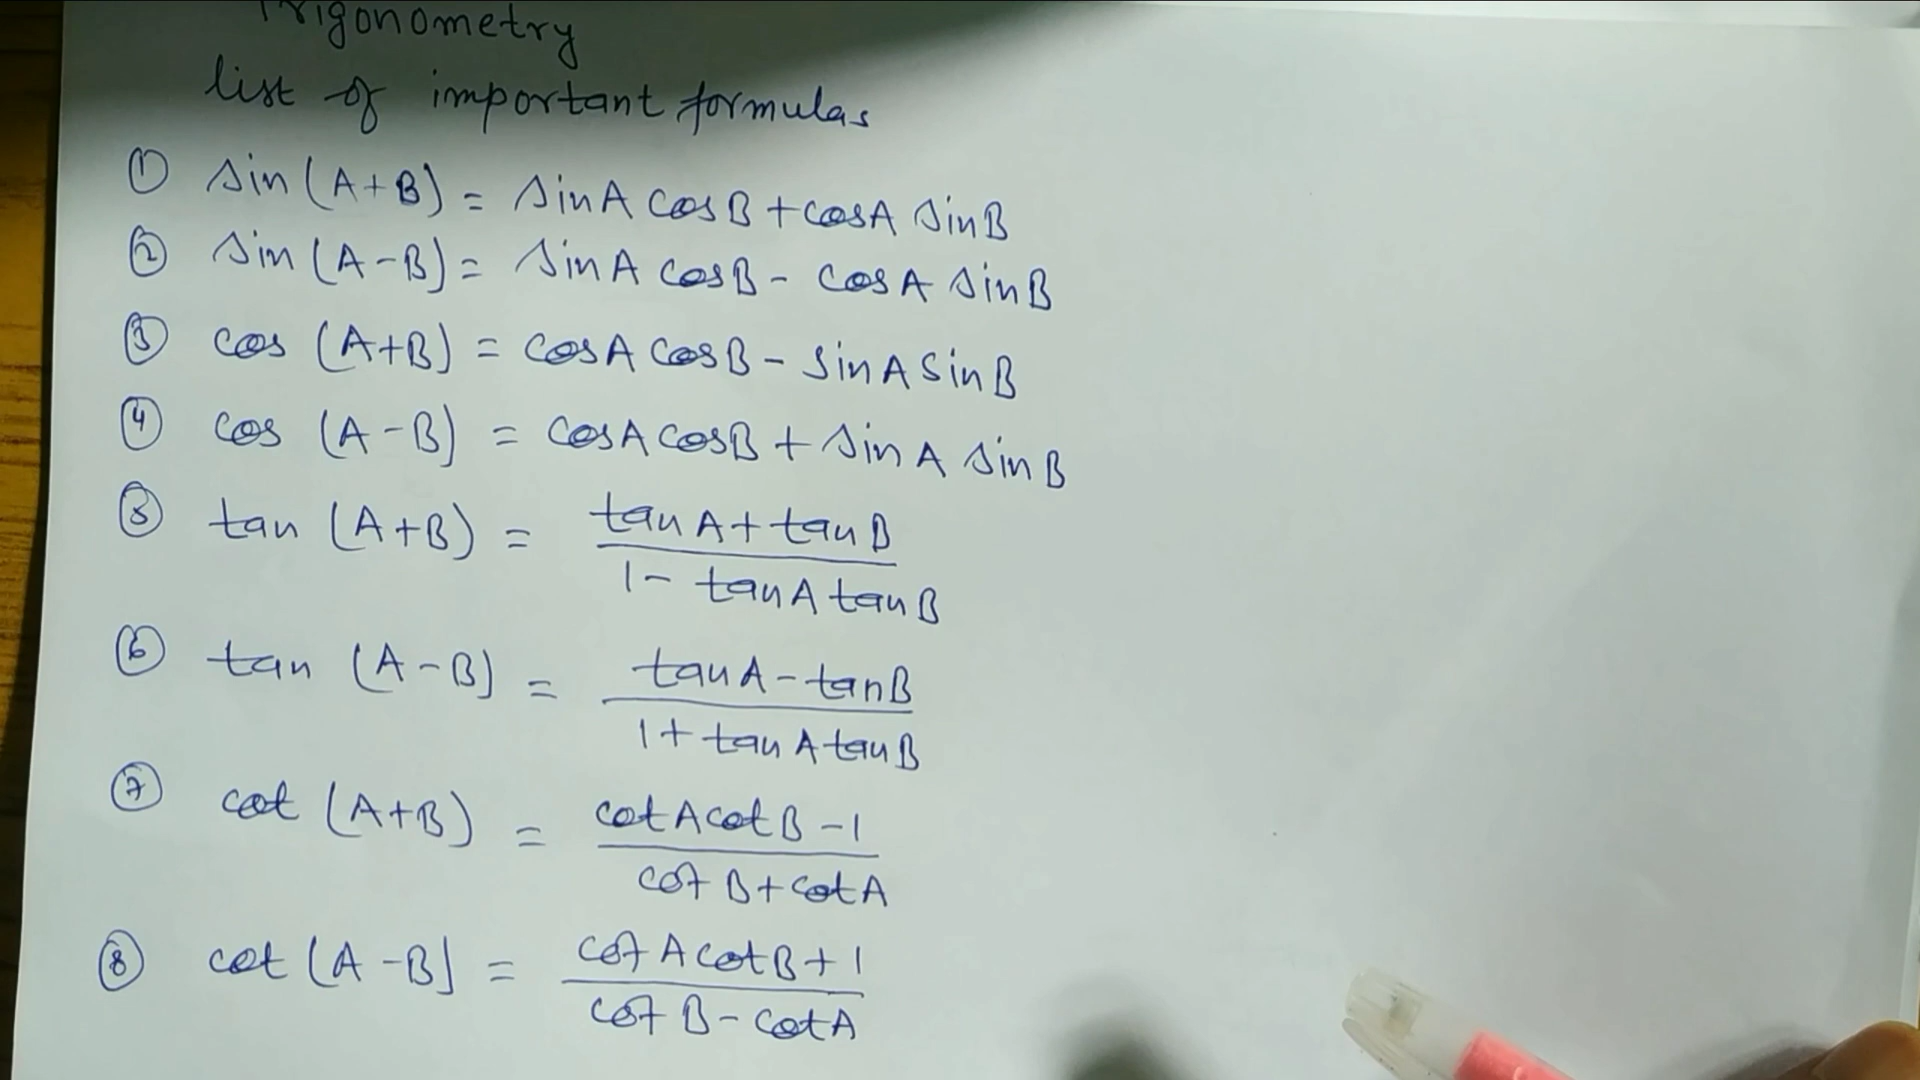 Trigonometry
list of important formulas
① sin (A+B) = sinA cosB + cosA sinB
② sin (A-B) = sinA cosB - cosA sinB
③ cos (A+B) = cosA cosB - sinA sinB
④ cos (A-B) = cosA cosB + sinA sinB
⑤ tan (A+B) = tanA + tanB
1 - tanA tanB
⑥ tan (A-B) = tanA - tanB
1 + tanA tanB
⑦ cot (A+B) = cotA cotB - 1
cotB + cotA
⑧ cot (A-B] = cotA cotB + 1
cotB - cotA